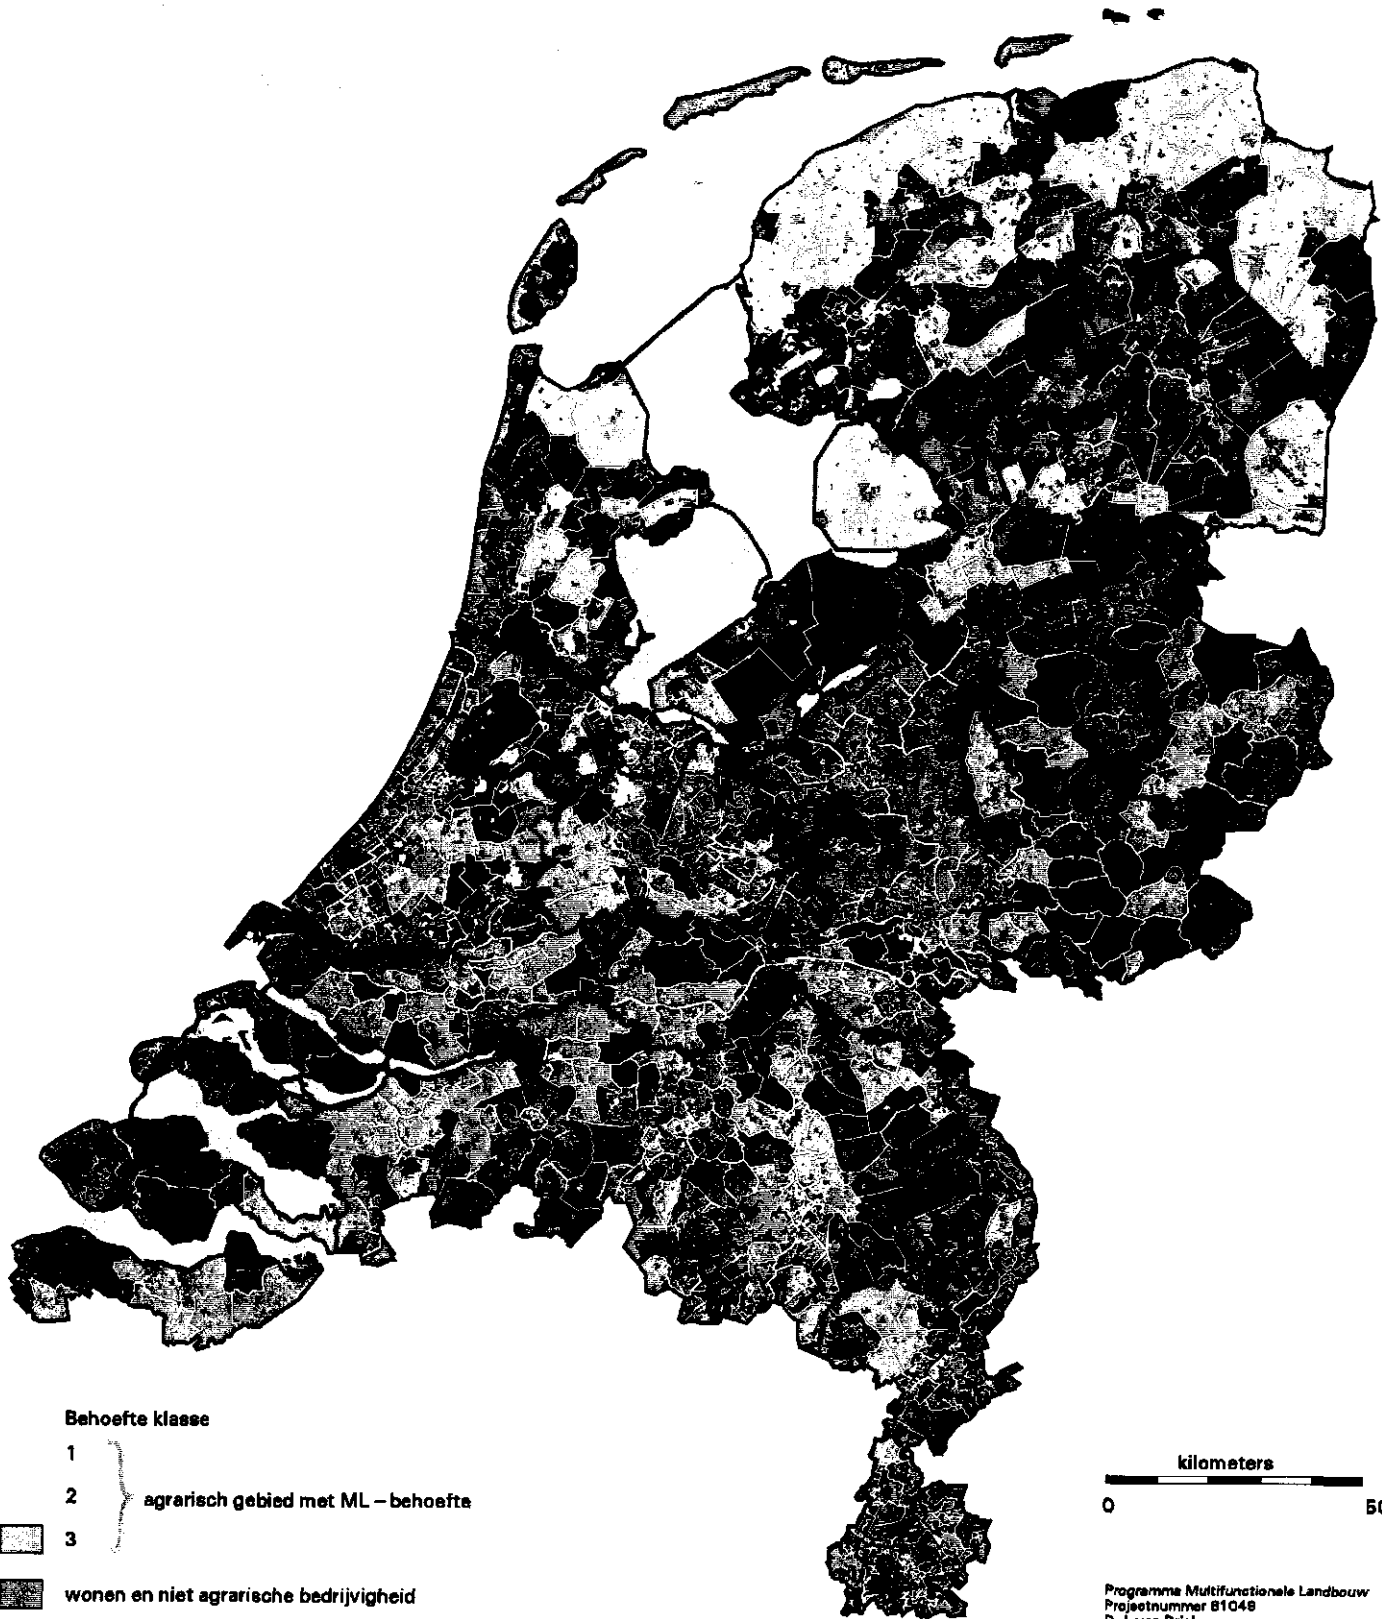 Behoefte klasse
1
2
agrarisch gebied met ML – behoefte
3
wonen en niet agrarische bedrijvigheid
kilometers
0
Programma Multifunctionele Landbouw
Projectnummer 81048